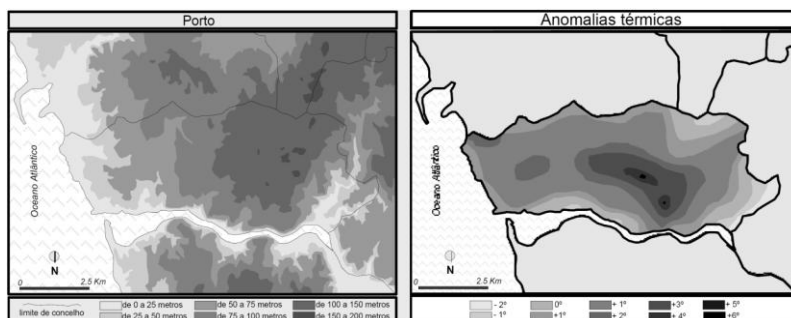 Porto
Oceano Atlântico
N
0 2.5 Km
limite de concelho
de 0 a 25 metros
de 25 a 50 metros
de 50 a 75 metros
de 75 a 100 metros
de 100 a 150 metros
de 150 a 200 metros
Anomalias térmicas
Oceano Atlântico
N
0 2.5 Km
- 2º 0º + 1º +3º + 5º
- 1º +1º + 2º + 4º +6º